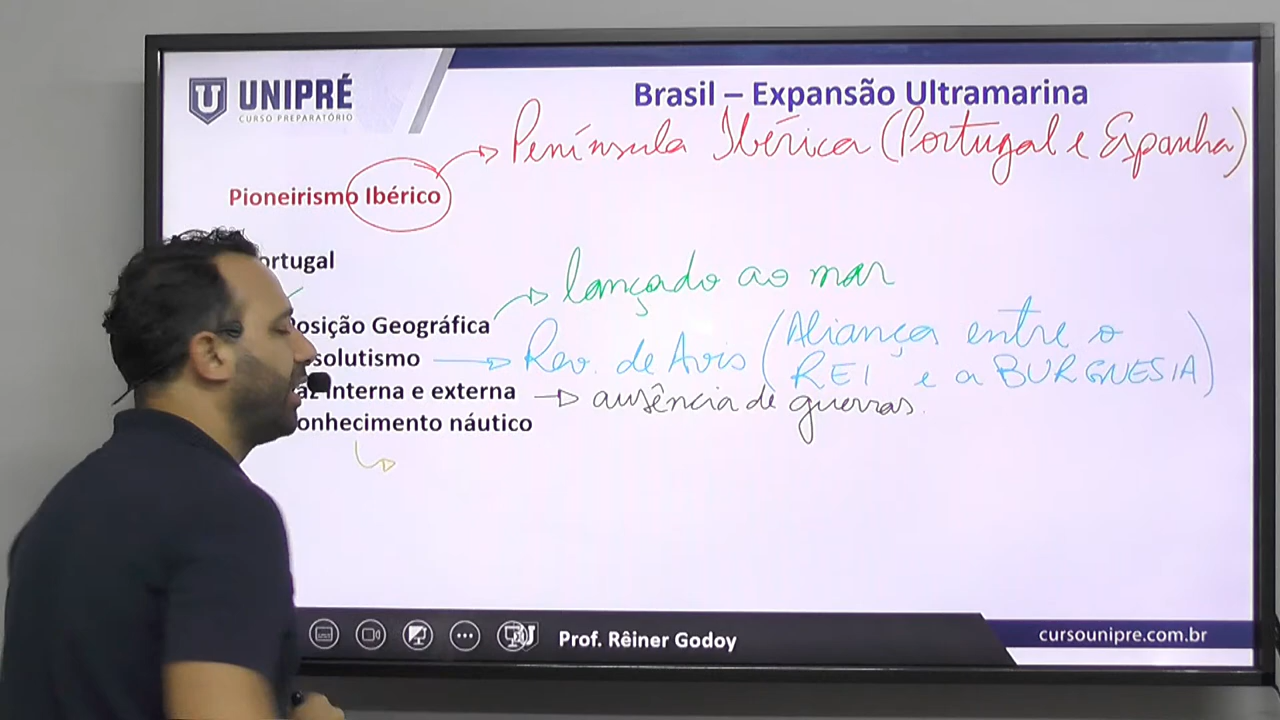 UNIPRÉ
CURSO PREPARATÓRIO
Brasil – Expansão Ultramarina
Península Ibérica (Portugal e Espanha)
Pioneirismo Ibérico
ortugal
lançado ao mar
osição Geográfica
solutismo
Rev. de Avis (Aliança entre o
REI e a BURGUESIA)
az interna e externa
ausência de guerras.
onhecimento náutico
Prof. Rêiner Godoy
cursounipre.com.br